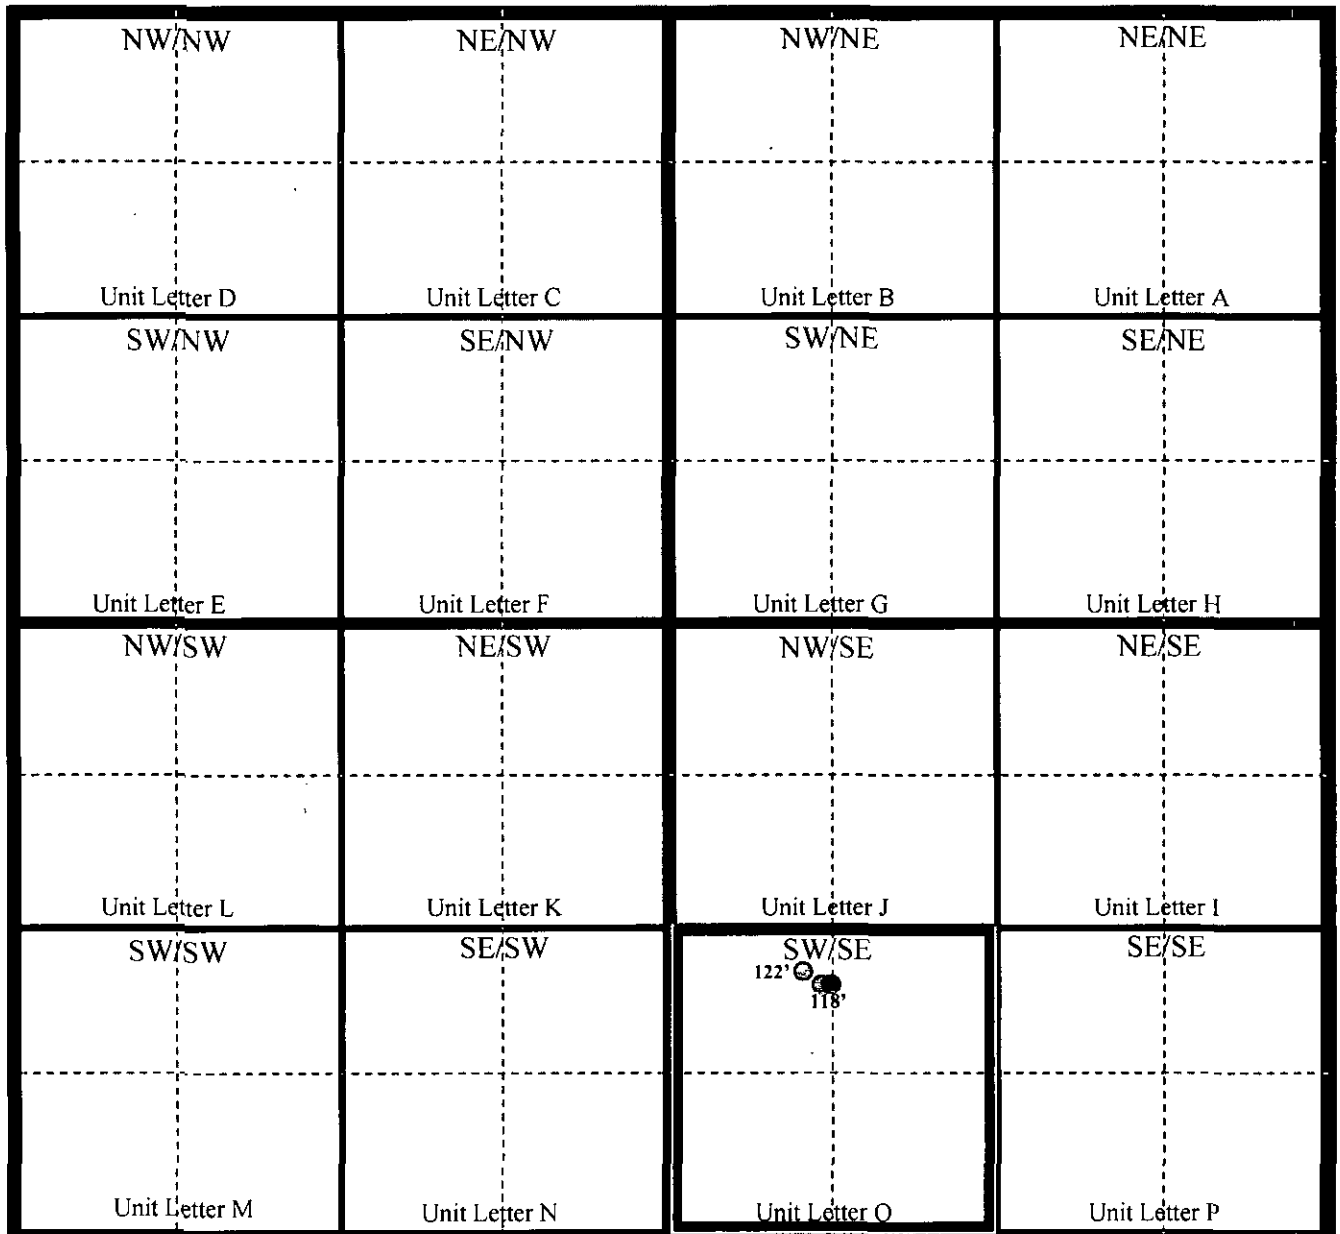 NW/NW NE/NW NW/NE NE/NE
Unit Letter D Unit Letter C Unit Letter B Unit Letter A
SW/NW SE/NW SW/NE SE/NE
Unit Letter E Unit Letter F Unit Letter G Unit Letter H
NW/SW NE/SW NW/SE NE/SE
Unit Letter L Unit Letter K Unit Letter J Unit Letter I
SW/SW SE/SW SW/SE SE/SE
122'
118'
Unit Letter M Unit Letter N Unit Letter O Unit Letter P